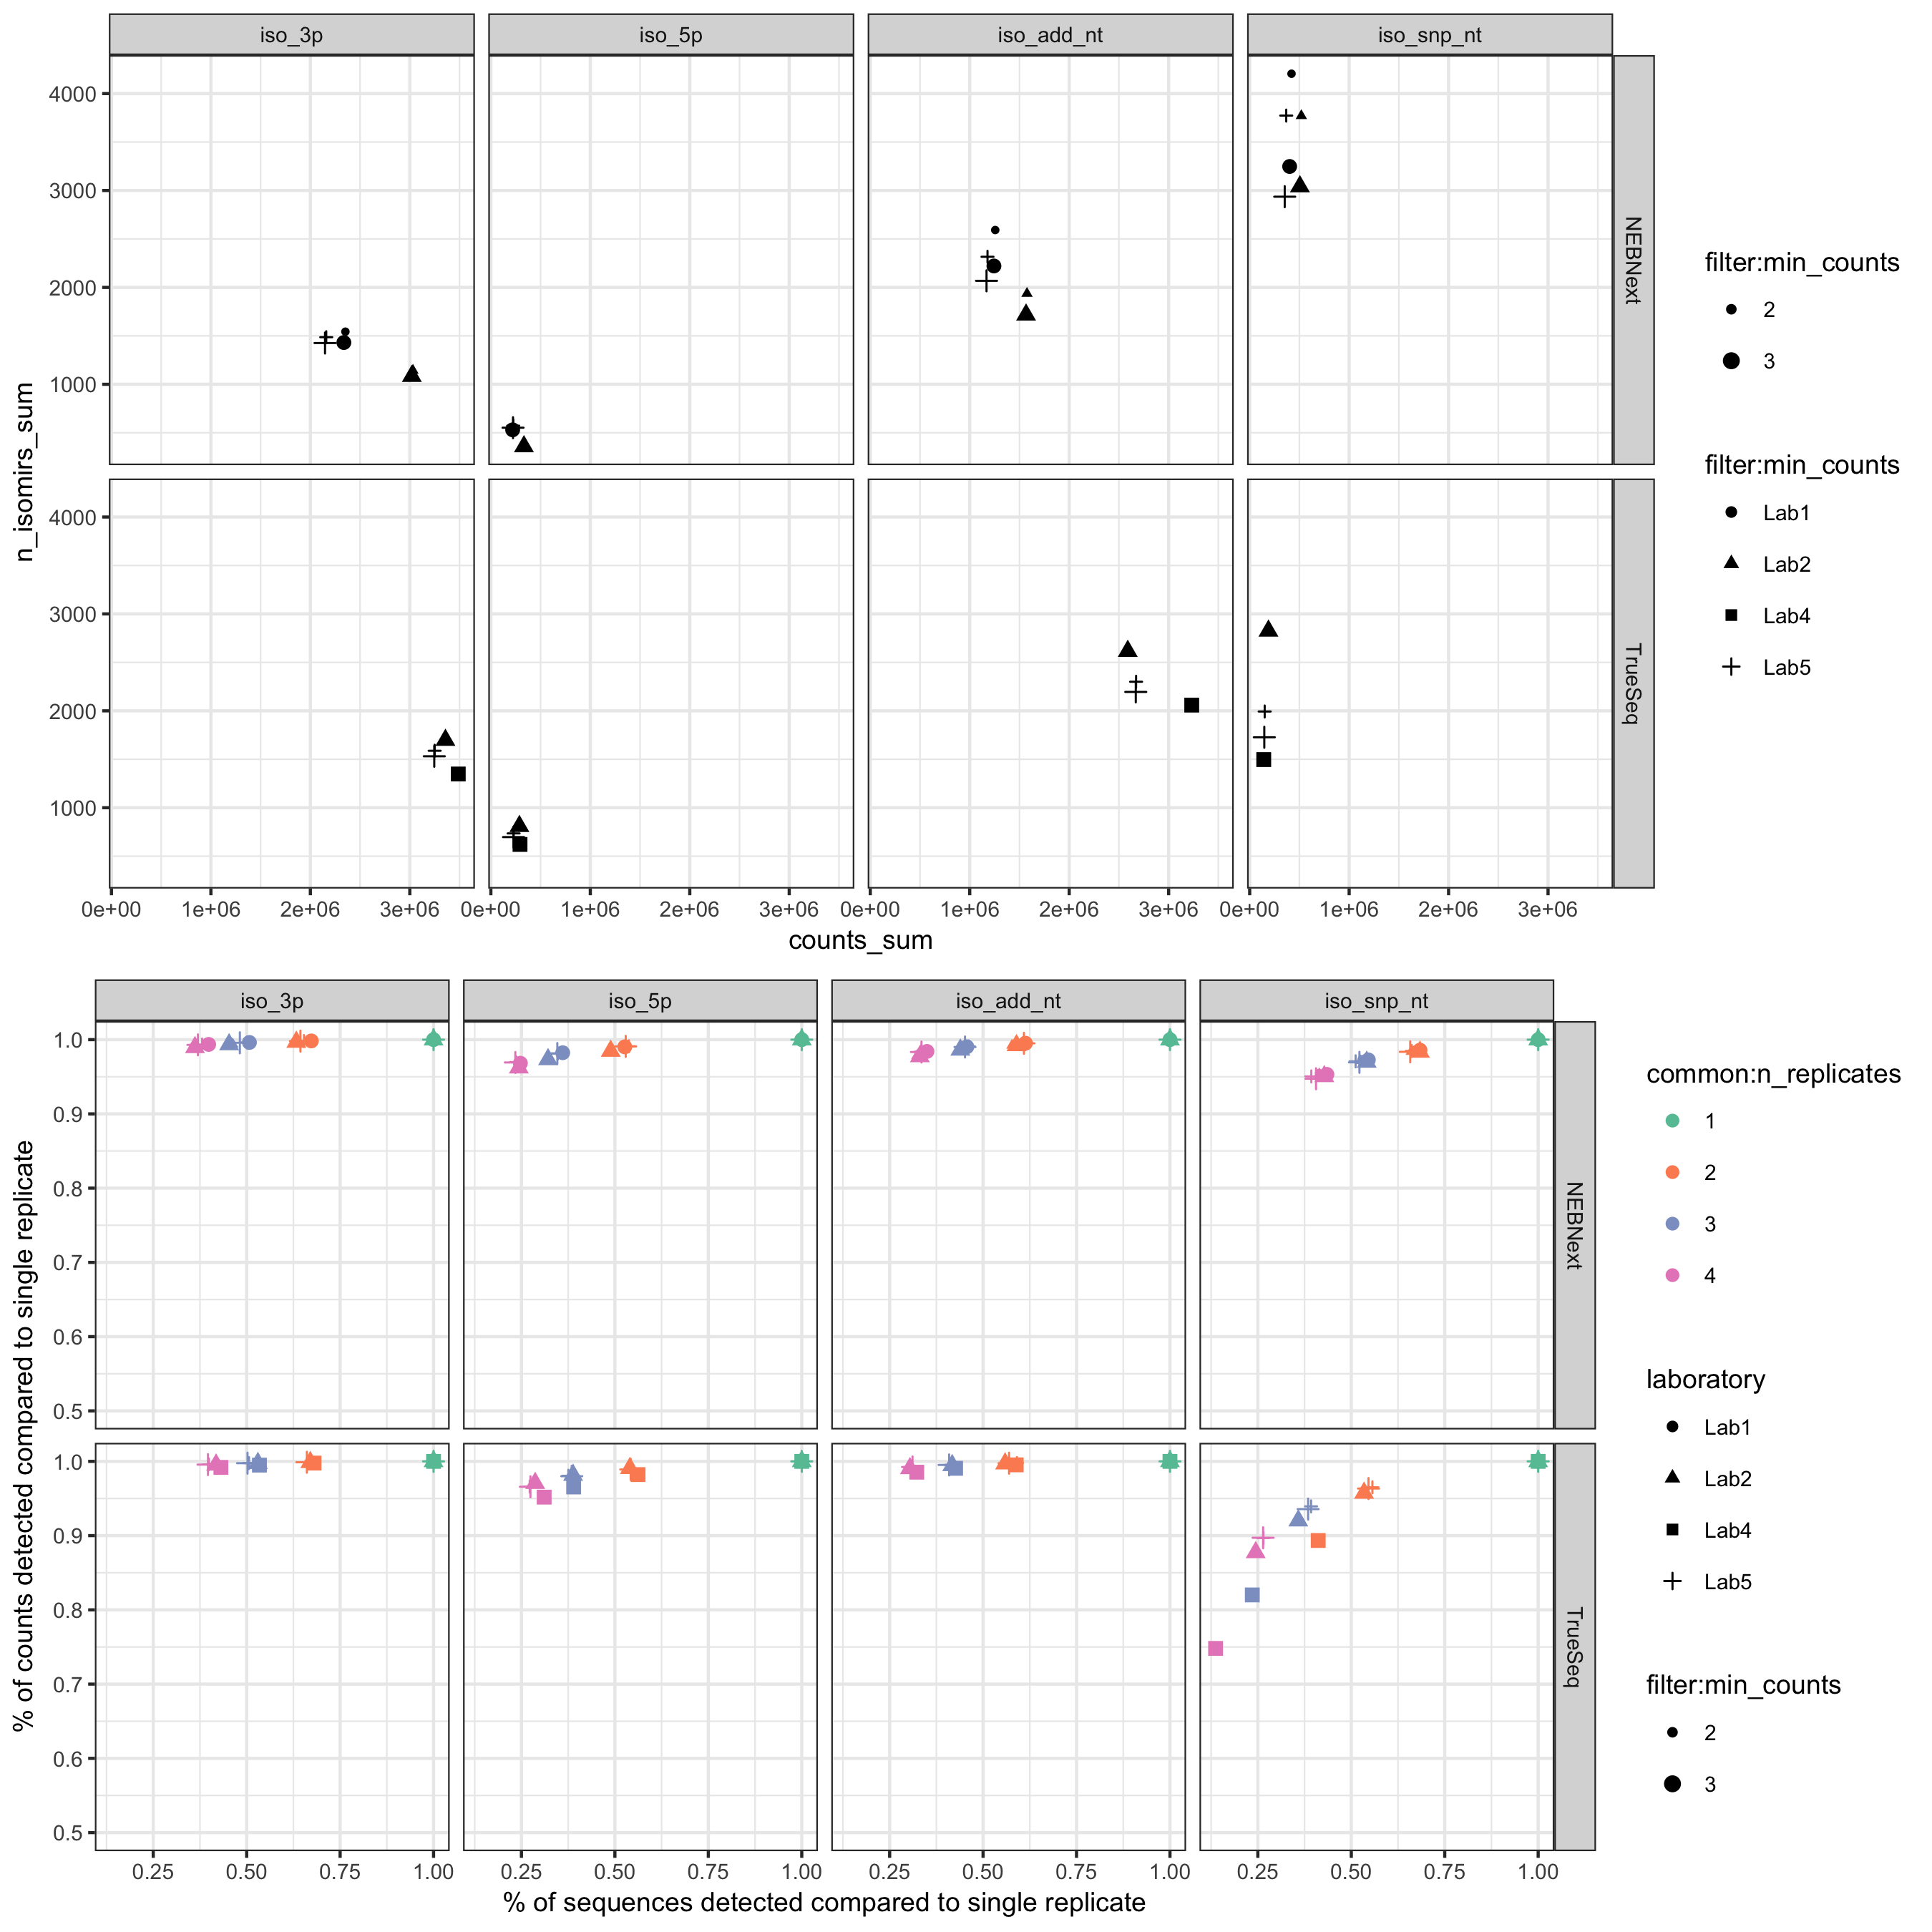 iso_3p iso_5p iso_add_nt iso_snp_nt
4000
3000
2000
1000
NEBNext
4000
3000
2000
1000
TrueSeq
n_isomirs_sum
0e+00 1e+06 2e+06 3e+06 0e+00 1e+06 2e+06 3e+06 0e+00 1e+06 2e+06 3e+06 0e+00 1e+06 2e+06 3e+06
counts_sum
filter:min_counts
2
3
filter:min_counts
Lab1
Lab2
Lab4
Lab5
iso_3p iso_5p iso_add_nt iso_snp_nt
1.0
0.9
0.8
0.7
0.6
0.5
NEBNext
1.0
0.9
0.8
0.7
0.6
0.5
TrueSeq
% of counts detected compared to single replicate
0.25 0.50 0.75 1.00 0.25 0.50 0.75 1.00 0.25 0.50 0.75 1.00 0.25 0.50 0.75 1.00
% of sequences detected compared to single replicate
common:n_replicates
1
2
3
4
laboratory
Lab1
Lab2
Lab4
Lab5
filter:min_counts
2
3